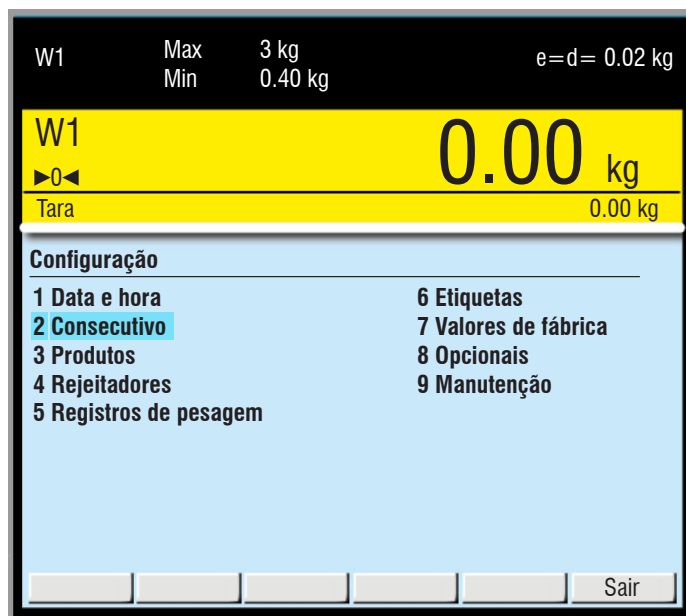 W1 Max 3 kg e=d= 0.02 kg
Min 0.40 kg
W1 0.00 kg
►0◄
Tara 0.00 kg
Configuração
1 Data e hora
2 Consecutivo
3 Produtos
4 Rejeitadores
5 Registros de pesagem
6 Etiquetas
7 Valores de fábrica
8 Opcionais
9 Manutenção
Sair